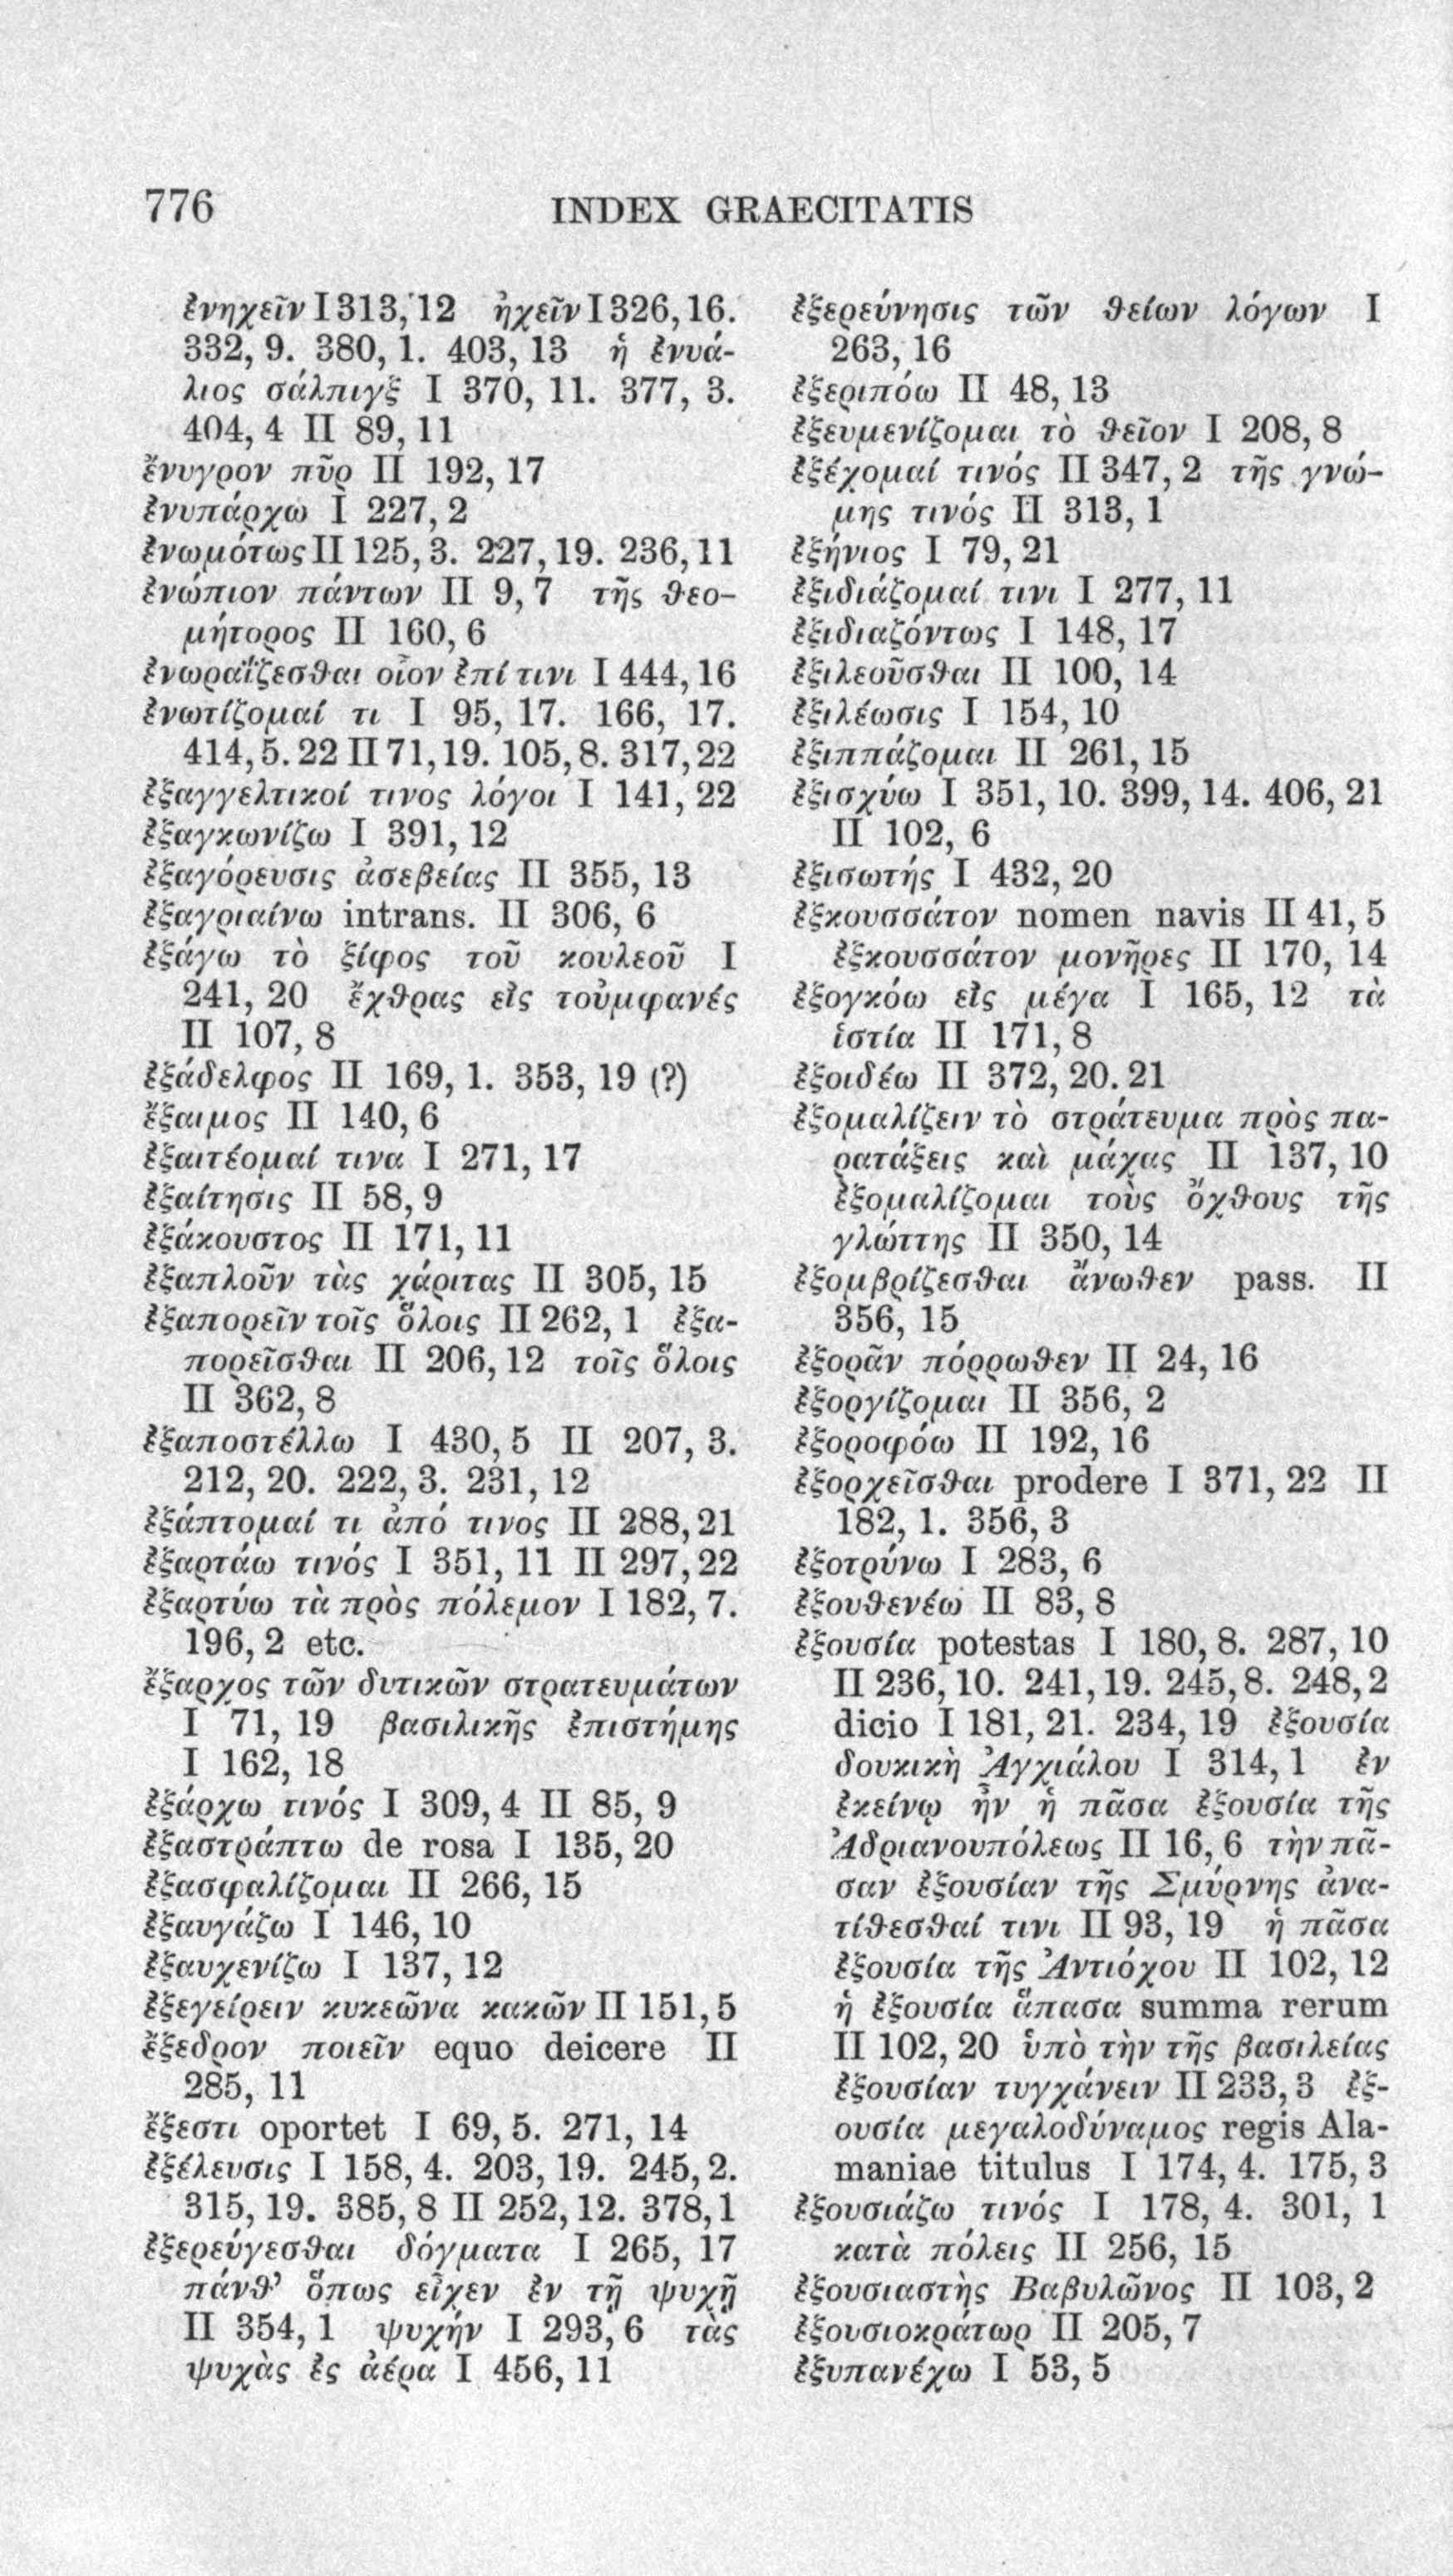 776
INDEX GRAECITATIS
ἐνηχεῖν I 313, 12 ἠχεῖν I 326, 16.
332, 9. 380, 1. 403, 13 ἡ ἐνυά-
λιος σάλπιγξ I 370, 11. 377, 3.
404, 4 II 89, 11
ἔνυγρον πῦρ II 192, 17
ἐνυπάρχω I 227, 2
ἐνωμότως II 125, 3. 227, 19. 236, 11
ἐνώπιον πάντων II 9, 7 τῆς θεο-
μήτορος II 160, 6
ἐνωραΐζεσθαι οἷον ἐπί τινι I 444, 16
ἐνωτίζομαί τι I 95, 17. 166, 17.
414, 5. 22 II 71, 19. 105, 8. 317, 22
ἐξαγγελτικοί τινος λόγοι I 141, 22
ἐξαγκωνίζω I 391, 12
ἐξαγόρευσις ἀσεβείας II 355, 13
ἐξαγριαίνω intrans. II 306, 6
ἐξάγω τὸ ξίφος τοῦ κουλεοῦ I
241, 20 ἔχθρας εἰς τοὐμφανές
II 107, 8
ἐξάδελφος II 169, 1. 353, 19 (?)
ἔξαιμος II 140, 6
ἐξαιτέομαί τινα I 271, 17
ἐξαίτησις II 58, 9
ἐξάκουστος II 171, 11
ἐξαπλοῦν τὰς χάριτας II 305, 15
ἐξαπορεῖν τοῖς ὅλοις II 262, 1 ἐξα-
πορεῖσθαι II 206, 12 τοῖς ὅλοις
II 362, 8
ἐξαποστέλλω I 430, 5 II 207, 3.
212, 20. 222, 3. 231, 12
ἐξάπτομαί τι ἀπό τινος II 288, 21
ἐξαρτάω τινός I 351, 11 II 297, 22
ἐξαρτύω τὰ πρὸς πόλεμον I 182, 7.
196, 2 etc.
ἔξαρχος τῶν δυτικῶν στρατευμάτων
I 71, 19 βασιλικῆς ἐπιστήμης
I 162, 18
ἐξάρχω τινός I 309, 4 II 85, 9
ἐξαστράπτω de rosa I 135, 20
ἐξασφαλίζομαι II 266, 15
ἐξαυγάζω I 146, 10
ἐξαυχενίζω I 137, 12
ἐξεγείρειν κυκεῶνα κακῶν II 151, 5
ἔξεδρον ποιεῖν equo deicere II
285, 11
ἔξεστι oportet I 69, 5. 271, 14
ἐξέλευσις I 158, 4. 203, 19. 245, 2.
315, 19. 385, 8 II 252, 12. 378, 1
ἐξερεύγεσθαι δόγματα I 265, 17
πάνθ’ ὅπως εἶχεν ἐν τῇ ψυχῇ
II 354, 1 ψυχήν I 293, 6 τὰς
ψυχὰς ἐς ἀέρα I 456, 11
ἐξερεύνησις τῶν θείων λόγων I
263, 16
ἐξεριπόω II 48, 13
ἐξευμενίζομαι τὸ θεῖον I 208, 8
ἐξέχομαί τινός II 347, 2 τῆς γνώ-
μης τινός II 313, 1
ἐξήνιος I 79, 21
ἐξιδιάζομαί τινι I 277, 11
ἐξιδιαζόντως I 148, 17
ἐξιλεοῦσθαι II 100, 14
ἐξιλέωσις I 154, 10
ἐξιππάζομαι II 261, 15
ἐξισχύω I 351, 10. 399, 14. 406, 21
II 102, 6
ἐξισωτής I 432, 20
ἐξκουσσάτον nomen navis II 41, 5
ἐξκουσσάτον μονῆρες II 170, 14
ἐξογκόω εἰς μέγα I 165, 12 τὰ
ἱστία II 171, 8
ἐξοιδέω II 372, 20. 21
ἐξομαλίζειν τὸ στράτευμα πρὸς πα-
ρατάξεις καὶ μάχας II 137, 10
ἐξομαλίζομαι τοὺς ὄχθους τῆς
γλώττης II 350, 14
ἐξομβρίζεσθαι ἄνωθεν pass. II
356, 15
ἐξορᾶν πόρρωθεν II 24, 16
ἐξοργίζομαι II 356, 2
ἐξοροφόω II 192, 16
ἐξορχεῖσθαι prodere I 371, 22 II
182, 1. 356, 3
ἐξοτρύνω I 283, 6
ἐξουθενέω II 83, 8
ἐξουσία potestas I 180, 8. 287, 10
II 236, 10. 241, 19. 245, 8. 248, 2
dicio I 181, 21. 234, 19 ἐξουσία
δουκικὴ Ἀγχιάλου I 314, 1 ἐν
ἐκείνῳ ἦν ἡ πᾶσα ἐξουσία τῆς
Ἀδριανουπόλεως II 16, 6 τὴν πᾶ-
σαν ἐξουσίαν τῆς Σμύρνης ἀνα-
τίθεσθαί τινι II 93, 19 ἡ πᾶσα
ἐξουσία τῆς Ἀντιόχου II 102, 12
ἡ ἐξουσία ἅπασα summa rerum
II 102, 20 ὑπὸ τὴν τῆς βασιλείας
ἐξουσίαν τυγχάνειν II 233, 3 ἐξ-
ουσία μεγαλοδύναμος regis Ala-
maniae titulus I 174, 4. 175, 3
ἐξουσιάζω τινός I 178, 4. 301, 1
κατὰ πόλεις II 256, 15
ἐξουσιαστὴς Βαβυλῶνος II 103, 2
ἐξουσιοκράτωρ II 205, 7
ἐξυπανέχω I 53, 5